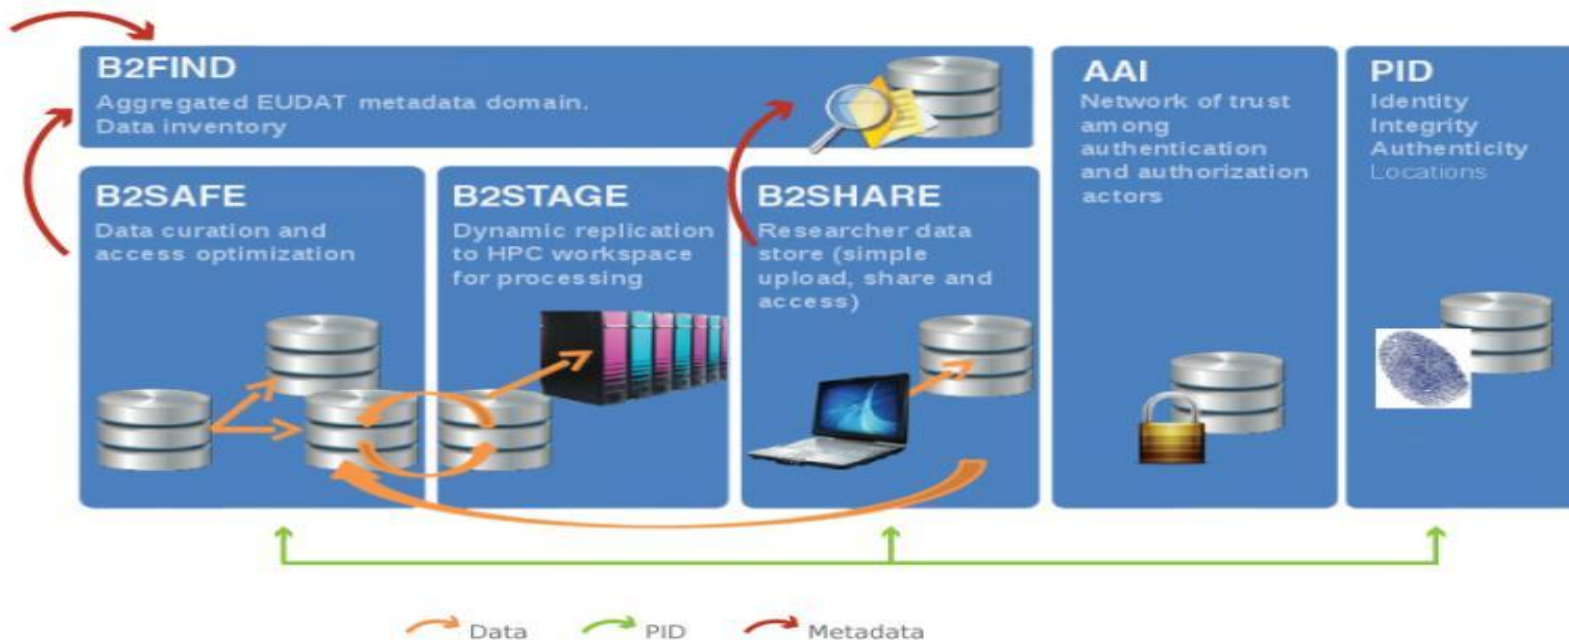 B2FIND
Aggregated EUDAT metadata domain.
Data inventory
AAI
Network of trust
among
authentication
and authorization
actors
PID
Identity
Integrity
Authenticity
Locations
B2SAFE
Data curation and
access optimization
B2STAGE
Dynamic replication
to HPC workspace
for processing
B2SHARE
Researcher data
store (simple
upload, share and
access)
Data
PID
Metadata